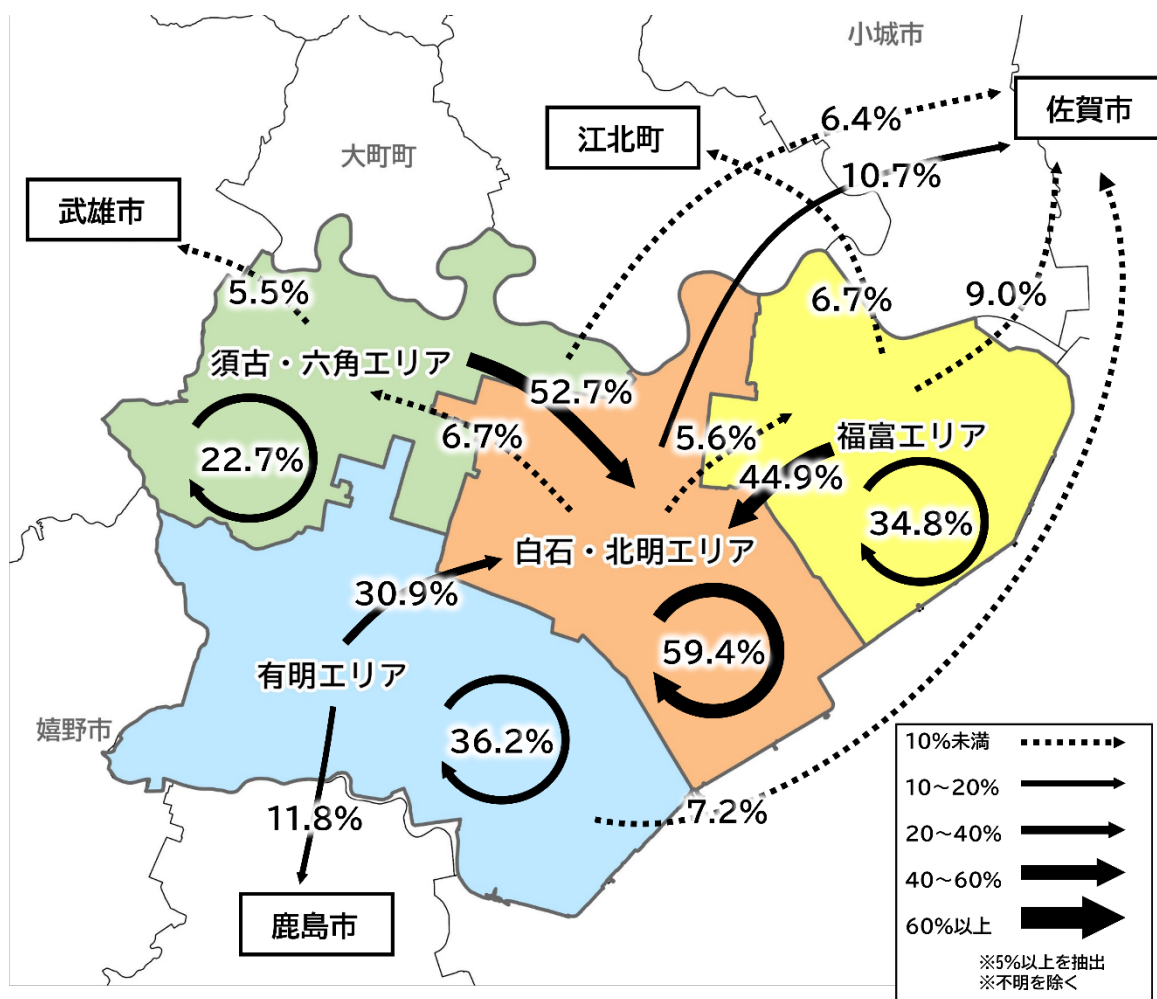 小城市
佐賀市
6.4%
江北町
大町町
10.7%
武雄市
5.5%
6.7%
9.0%
須古・六角エリア
52.7%
6.7%
5.6%
福富エリア
22.7%
44.9%
34.8%
白石・北明エリア
30.9%
59.4%
有明エリア
嬉野市
36.2%
7.2%
11.8%
鹿島市
10%未満
10～20%
20～40%
40～60%
60%以上
※5%以上を抽出
※不明を除く